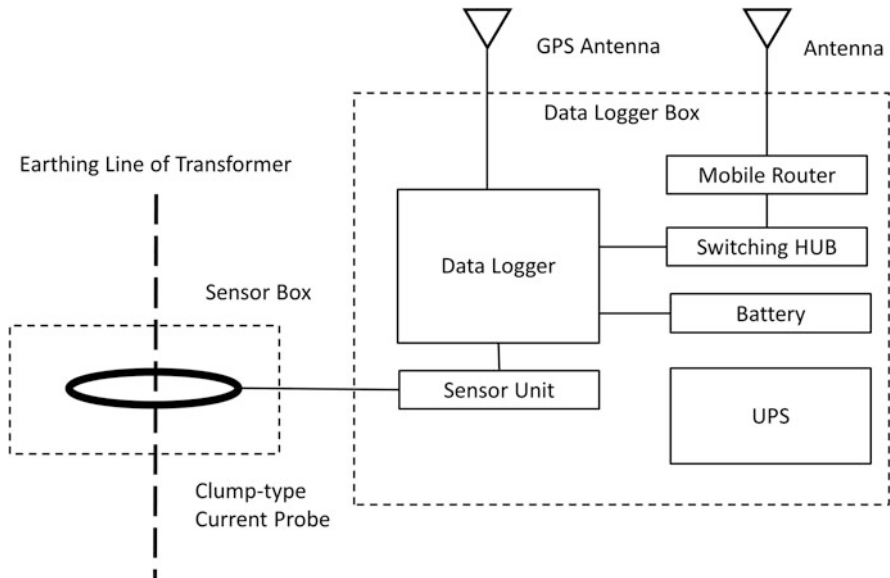 GPS Antenna
Antenna
Data Logger Box
Earthing Line of Transformer
Mobile Router
Switching HUB
Data Logger
Sensor Box
Battery
Sensor Unit
UPS
Clump-type
Current Probe